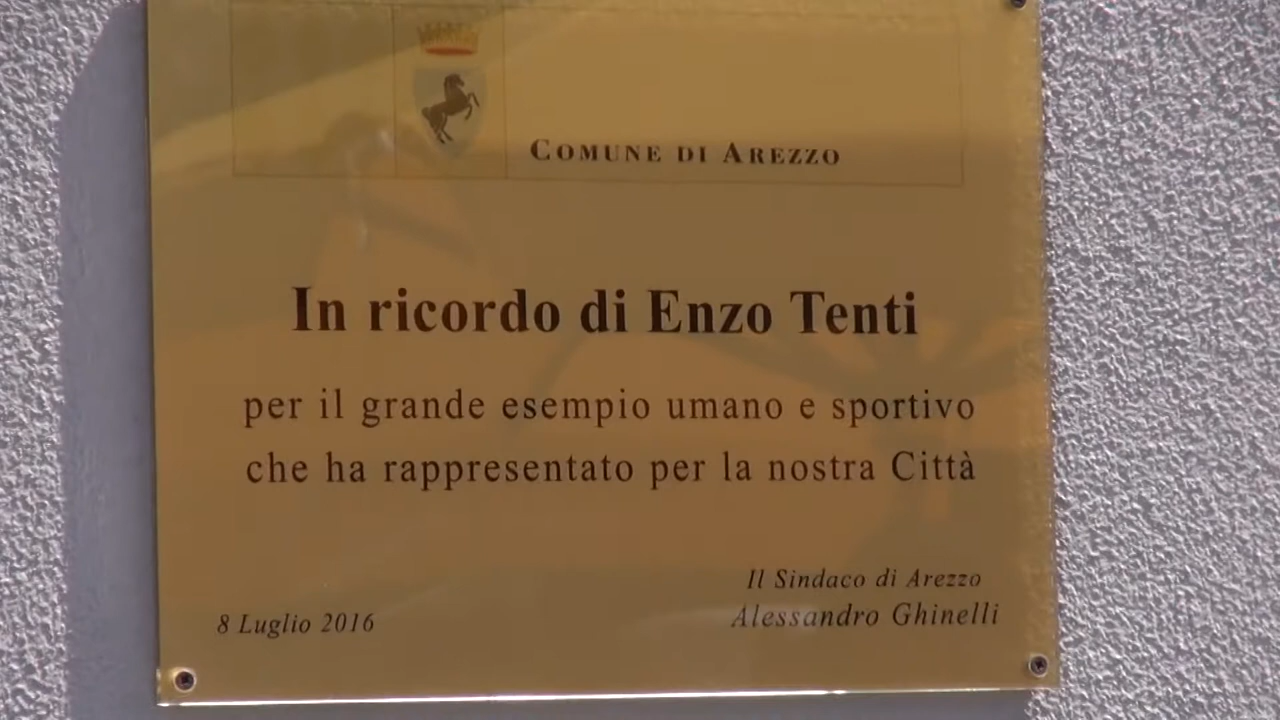 COMUNE DI AREZZO
In ricordo di Enzo Tenti
per il grande esempio umano e sportivo
che ha rappresentato per la nostra Città
Il Sindaco di Arezzo
8 Luglio 2016 Alessandro Ghinelli